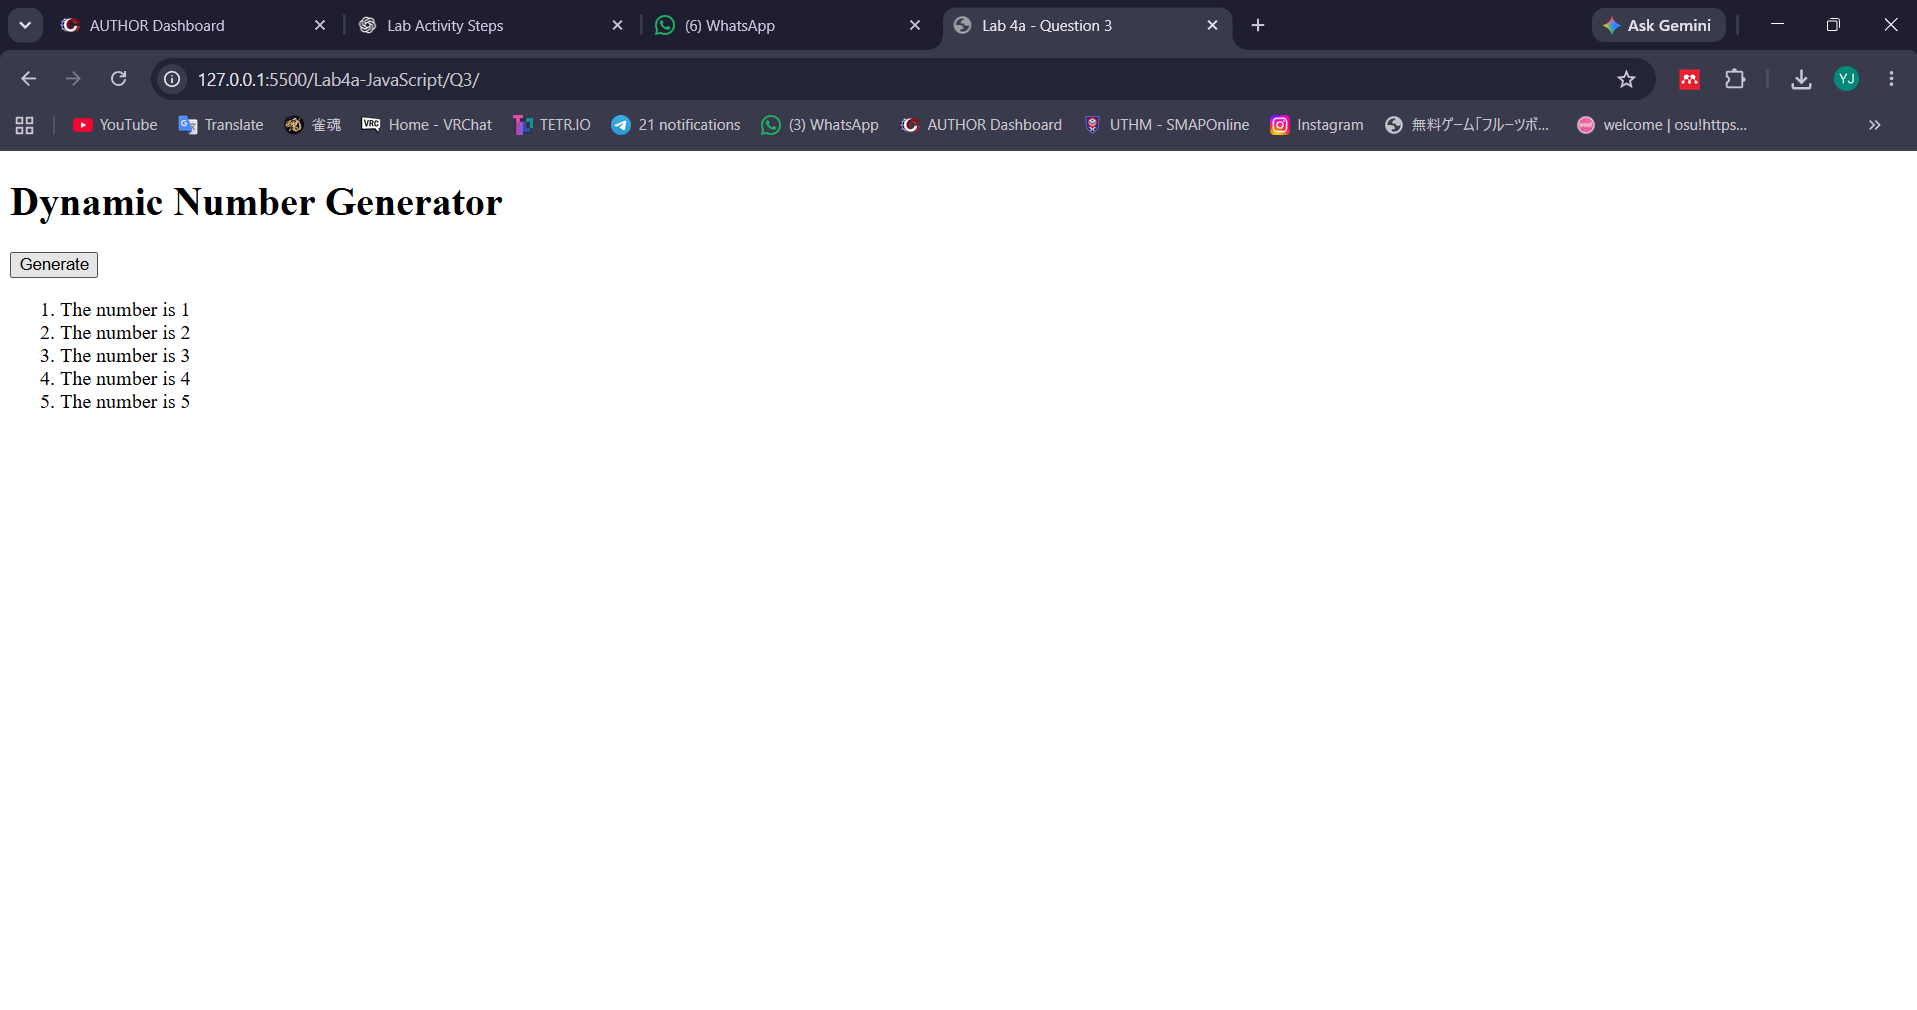 AUTHOR Dashboard
Lab Activity Steps
(6) WhatsApp
Lab 4a - Question 3
Ask Gemini
127.0.0.1:5500/Lab4a-JavaScript/Q3/
YJ
YouTube
Translate
雀魂
VRC Home - VRChat
TETR.IO
21 notifications
(3) WhatsApp
AUTHOR Dashboard
UTHM - SMAPOnline
Instagram
無料ゲーム「フルーツボ...
welcome | osu!https...
Dynamic Number Generator
Generate
1. The number is 1
2. The number is 2
3. The number is 3
4. The number is 4
5. The number is 5